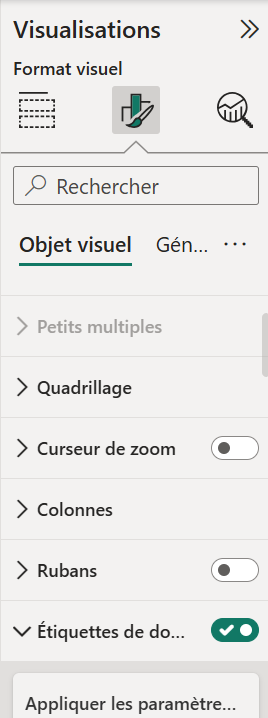 Visualisations
Format visuel
Rechercher
Objet visuel Gén...
Petits multiples
Quadrillage
Curseur de zoom
Colonnes
Rubans
Étiquettes de do...
Appliquer les paramètre...